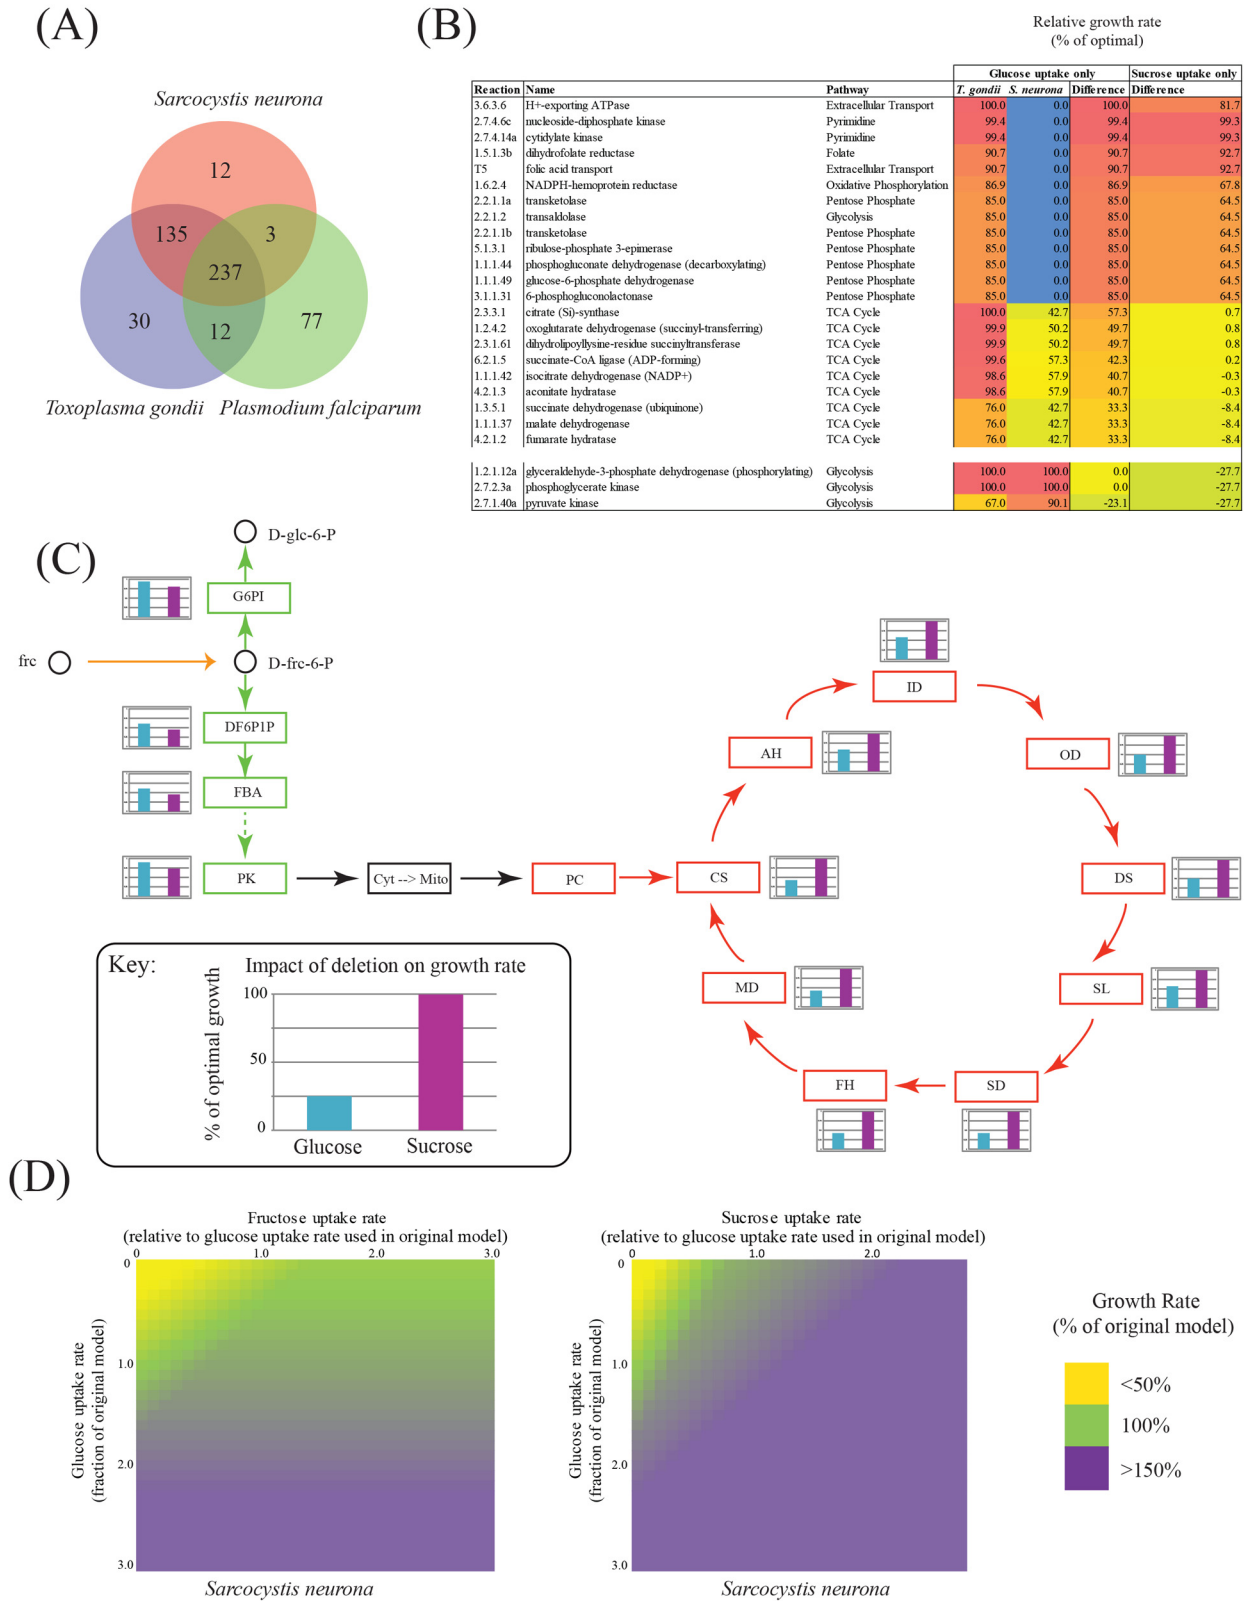 (A)
Sarcocystis neurona
12
135
3
237
30
12
77
Toxoplasma gondii
Plasmodium falciparum
(B)
Relative growth rate
(% of optimal)
Glucose uptake only Sucrose uptake only
Reaction Name Pathway T. gondii S. neurona Difference Difference
3.6.3.6 H+-exporting ATPase Extracellular Transport 100.0 0.0 100.0 81.7
2.7.4.6c nucleoside-diphosphate kinase Pyrimidine 99.4 0.0 99.4 99.3
2.7.4.14a cytidylate kinase Pyrimidine 99.4 0.0 99.4 99.3
1.5.1.3b dihydrofolate reductase Folate 90.7 0.0 90.7 92.7
T5 folic acid transport Extracellular Transport 90.7 0.0 90.7 92.7
1.6.2.4 NADPH-hemoprotein reductase Oxidative Phosphorylation 86.9 0.0 86.9 67.8
2.2.1.1a transketolase Pentose Phosphate 85.0 0.0 85.0 64.5
2.2.1.2 transaldolase Glycolysis 85.0 0.0 85.0 64.5
2.2.1.1b transketolase Pentose Phosphate 85.0 0.0 85.0 64.5
5.1.3.1 ribulose-phosphate 3-epimerase Pentose Phosphate 85.0 0.0 85.0 64.5
1.1.1.44 phosphogluconate dehydrogenase (decarboxylating) Pentose Phosphate 85.0 0.0 85.0 64.5
1.1.1.49 glucose-6-phosphate dehydrogenase Pentose Phosphate 85.0 0.0 85.0 64.5
3.1.1.31 6-phosphogluconolactonase Pentose Phosphate 85.0 0.0 85.0 64.5
2.3.3.1 citrate (Si)-synthase TCA Cycle 100.0 42.7 57.3 0.7
1.2.4.2 oxoglutarate dehydrogenase (succinyl-transferring) TCA Cycle 99.9 50.2 49.7 0.8
2.3.1.61 dihydrolipoyllysine-residue succinyltransferase TCA Cycle 99.9 50.2 49.7 0.8
6.2.1.5 succinate-CoA ligase (ADP-forming) TCA Cycle 99.6 57.3 42.3 0.2
1.1.1.42 isocitrate dehydrogenase (NADP+) TCA Cycle 98.6 57.9 40.7 -0.3
4.2.1.3 aconitate hydratase TCA Cycle 98.6 57.9 40.7 -0.3
1.3.5.1 succinate dehydrogenase (ubiquinone) TCA Cycle 76.0 42.7 33.3 -8.4
1.1.1.37 malate dehydrogenase TCA Cycle 76.0 42.7 33.3 -8.4
4.2.1.2 fumarate hydratase TCA Cycle 76.0 42.7 33.3 -8.4
1.2.1.12a glyceraldehyde-3-phosphate dehydrogenase (phosphorylating) Glycolysis 100.0 100.0 0.0 -27.7
2.7.2.3a phosphoglycerate kinase Glycolysis 100.0 100.0 0.0 -27.7
2.7.1.40a pyruvate kinase Glycolysis 67.0 90.1 -23.1 -27.7
(C)
D-glc-6-P
G6PI
frc
D-frc-6-P
DF6P1P
FBA
PK
Cyt --> Mito
PC
CS
AH
ID
OD
DS
SL
SD
FH
MD
Key:
Impact of deletion on growth rate
% of optimal growth
100
50
0
Glucose
Sucrose
(D)
Fructose uptake rate
(relative to glucose uptake rate used in original model)
0 1.0 2.0 3.0
Glucose uptake rate
(fraction of original model)
0
1.0
2.0
3.0
Sarcocystis neurona
Sucrose uptake rate
(relative to glucose uptake rate used in original model)
0 1.0 2.0
Glucose uptake rate
(fraction of original model)
0
1.0
2.0
3.0
Sarcocystis neurona
Growth Rate
(% of original model)
<50%
100%
>150%